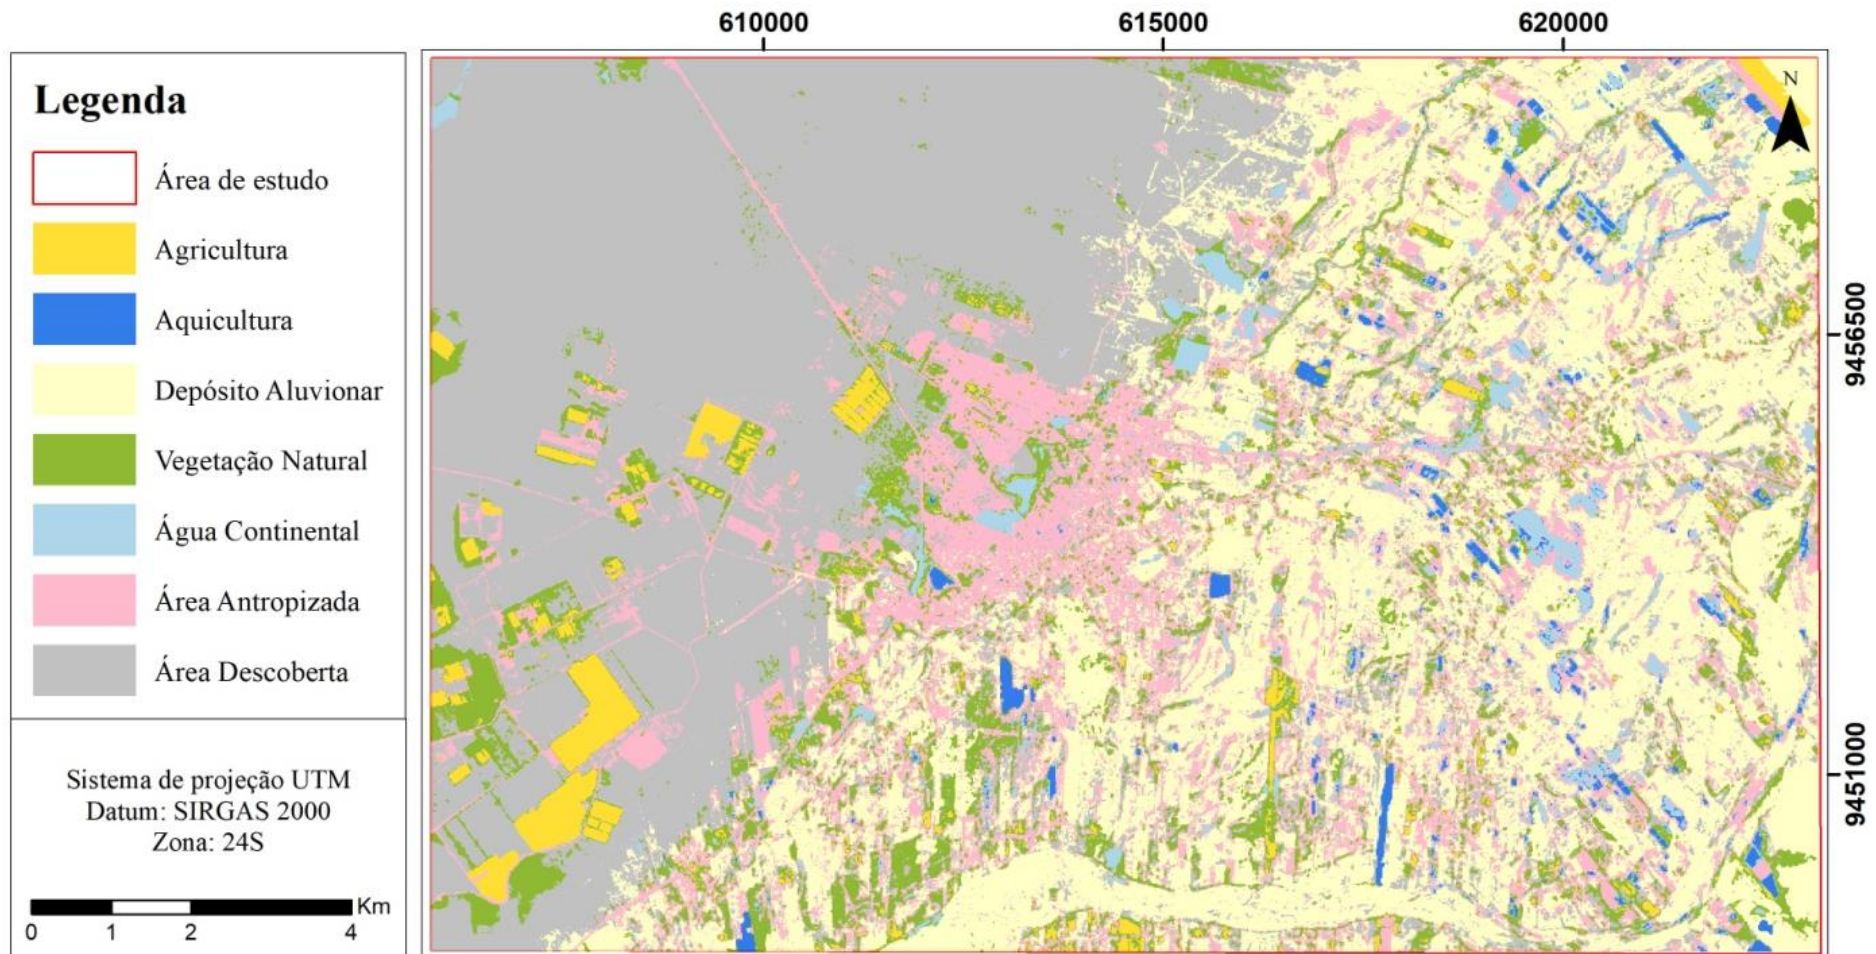 610000
615000
620000
Legenda
Área de estudo
Agricultura
Aquicultura
Depósito Aluvionar
Vegetação Natural
Água Continental
Área Antropizada
Área Descoberta
Sistema de projeção UTM
Datum: SIRGAS 2000
Zona: 24S
Km
0 1 2 4
N
9456500
9451000